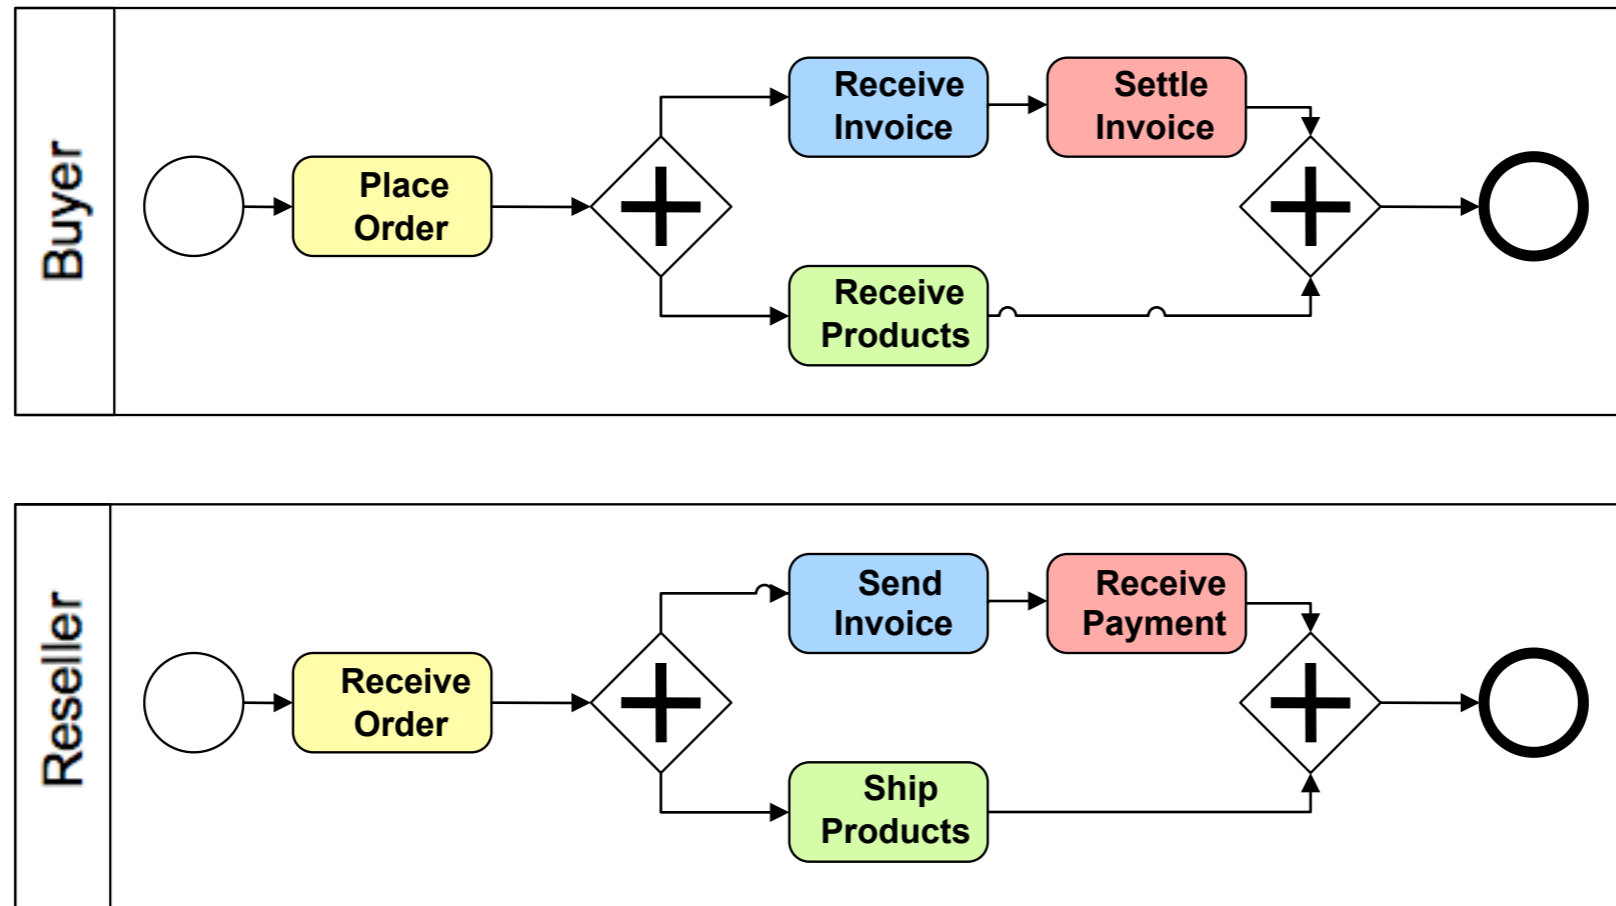 Buyer
Place
Order
Receive
Invoice
Settle
Invoice
Receive
Products
Reseller
Receive
Order
Send
Invoice
Receive
Payment
Ship
Products